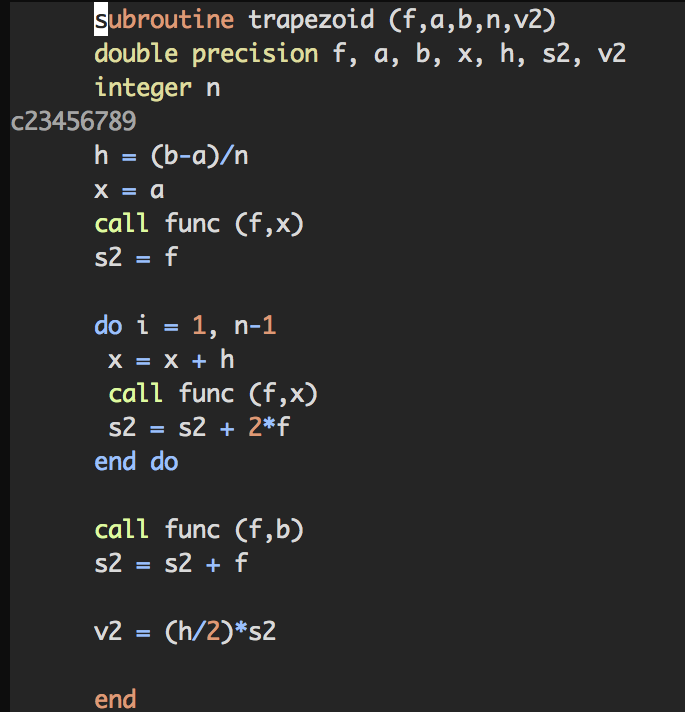 subroutine trapezoid (f,a,b,n,v2)
double precision f, a, b, x, h, s2, v2
integer n
c23456789
h = (b-a)/n
x = a
call func (f,x)
s2 = f
do i = 1, n-1
x = x + h
call func (f,x)
s2 = s2 + 2*f
end do
call func (f,b)
s2 = s2 + f
v2 = (h/2)*s2
end